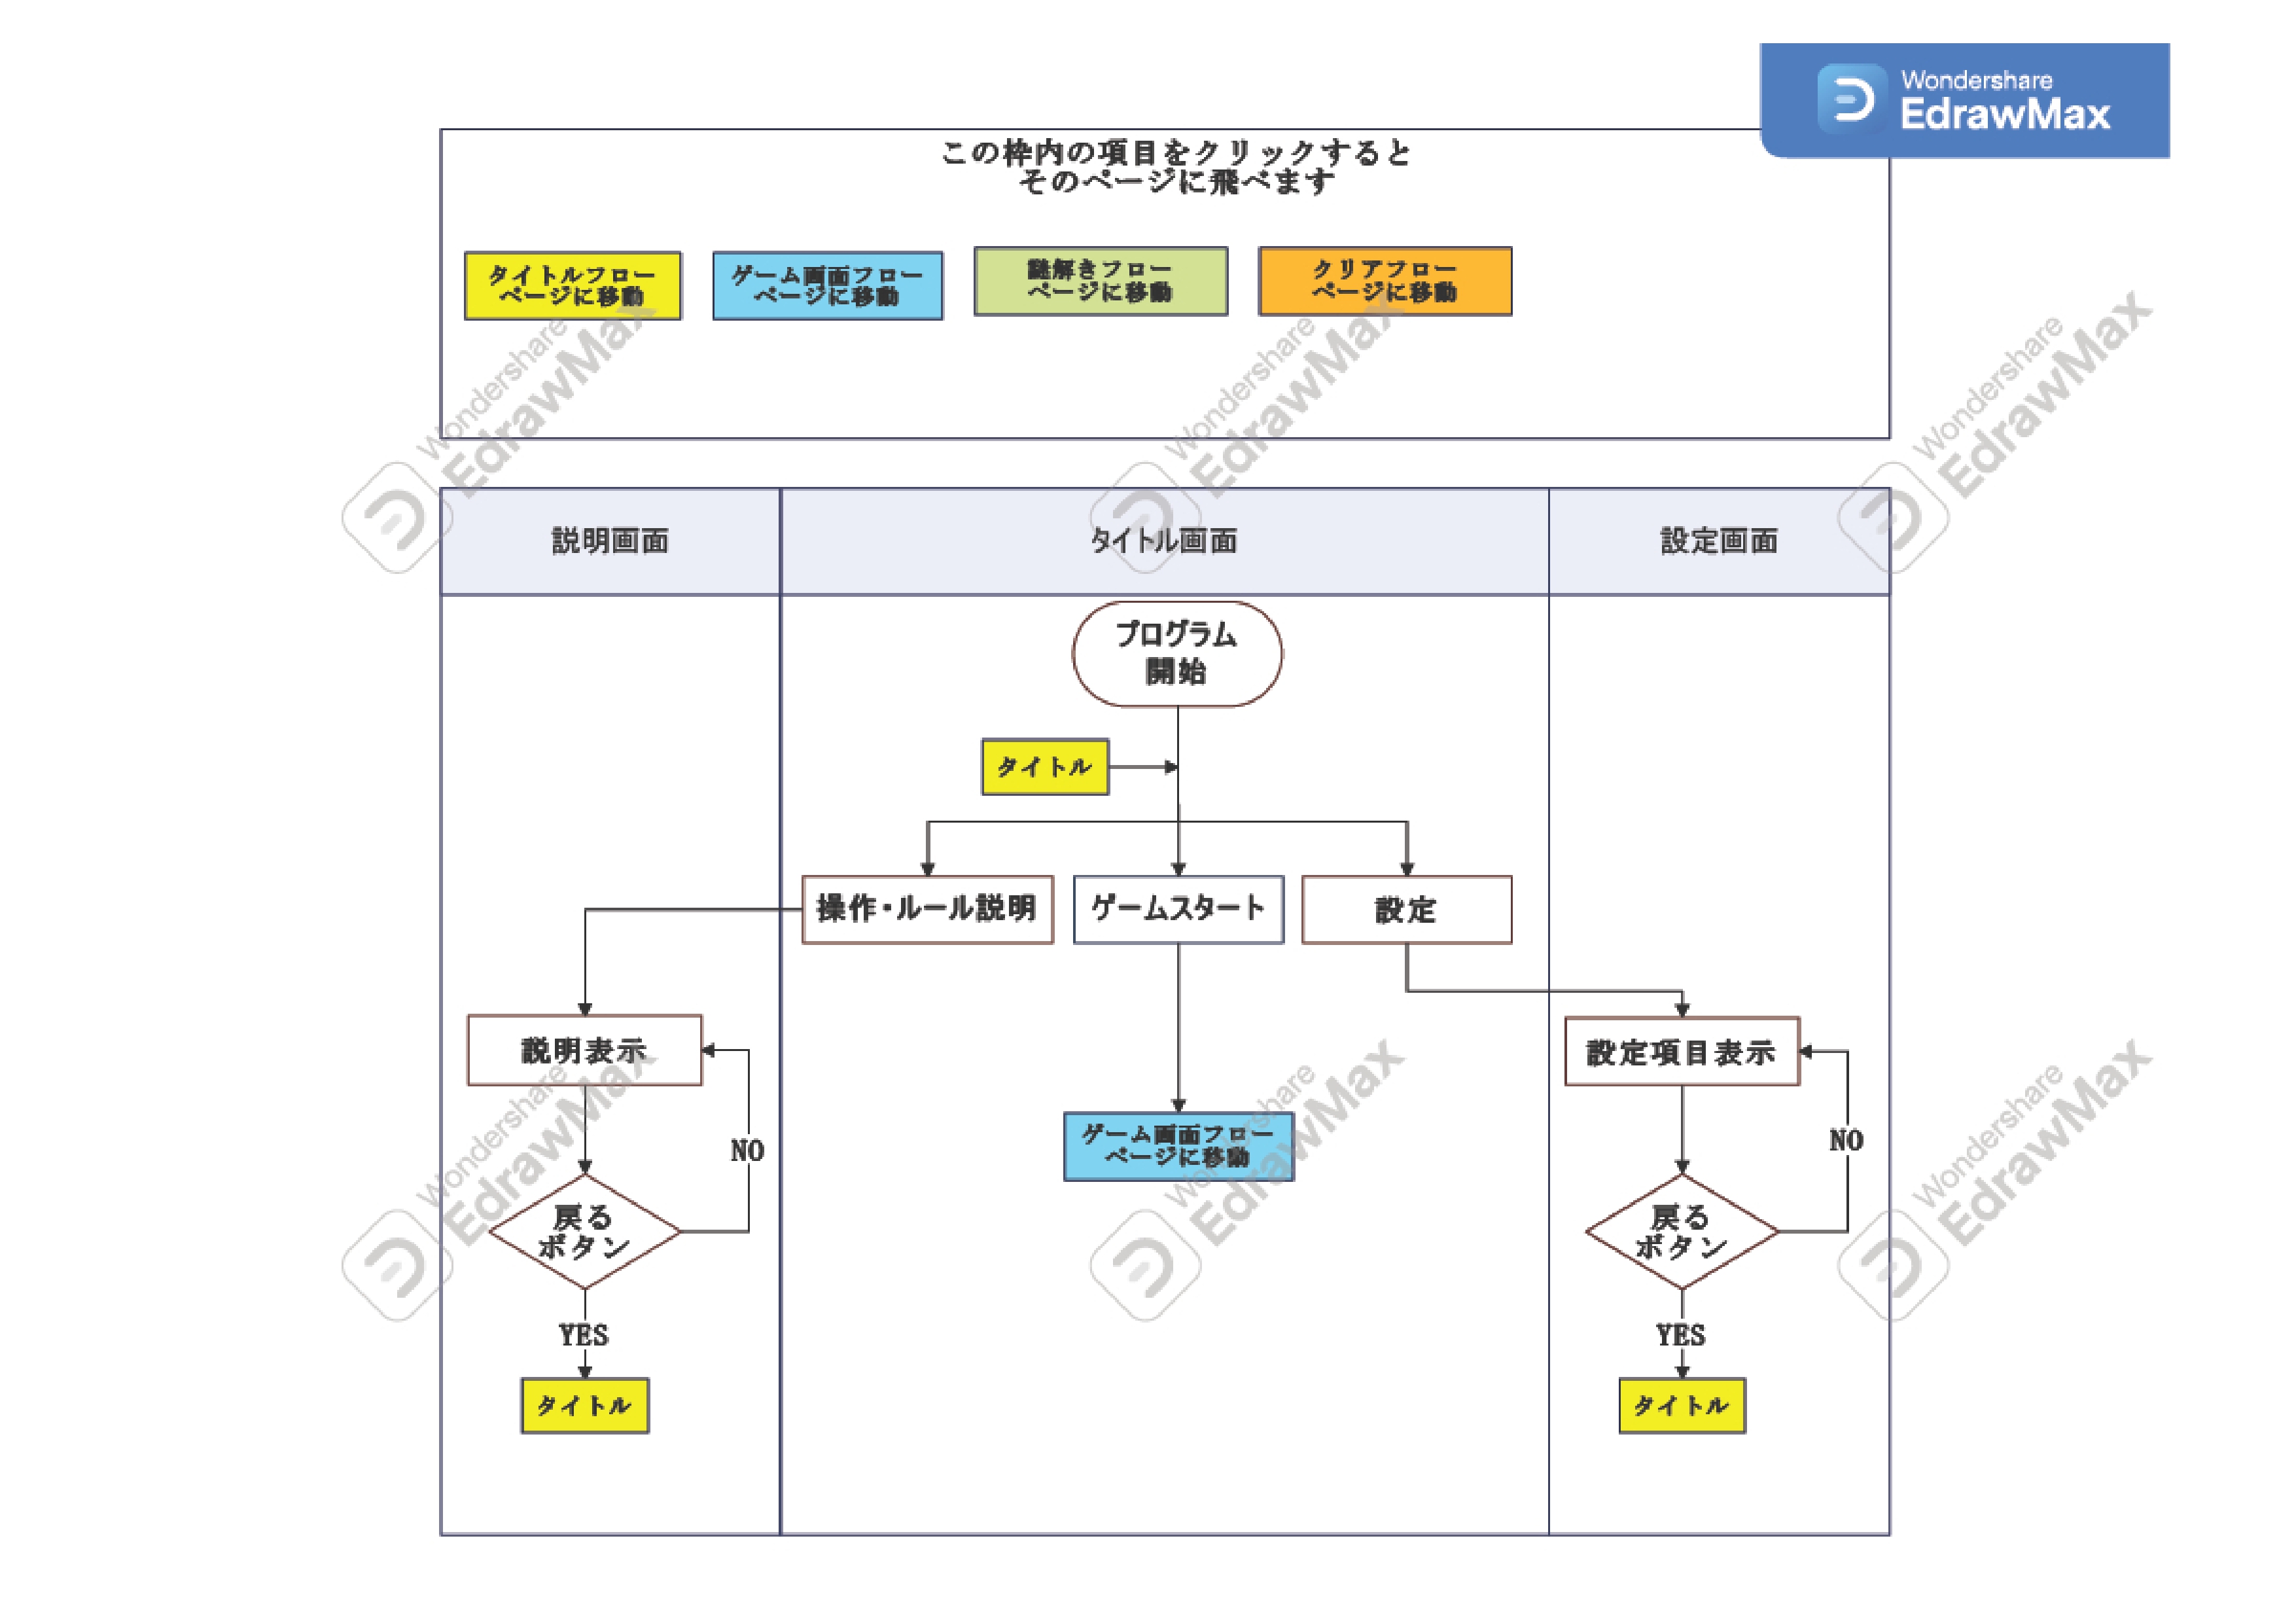 Wondershare
EdrawMax
この枠内の項目をクリックすると
そのページに飛べます
タイトルフロー
ページに移動
ゲーム画面フロー
ページに移動
謎解きフロー
ページに移動
クリアフロー
ページに移動
説明画面
タイトル画面
設定画面
プログラム
開始
タイトル
操作・ルール説明
ゲームスタート
設定
説明表示
設定項目表示
ゲーム画面フロー
ページに移動
NO
NO
戻る
ボタン
戻る
ボタン
YES
YES
タイトル
タイトル
Wondershare
EdrawMax
Wondershare
EdrawMax
Wondershare
EdrawMax
Wondershare
EdrawMax
Wondershare
EdrawMax
Wondershare
EdrawMax